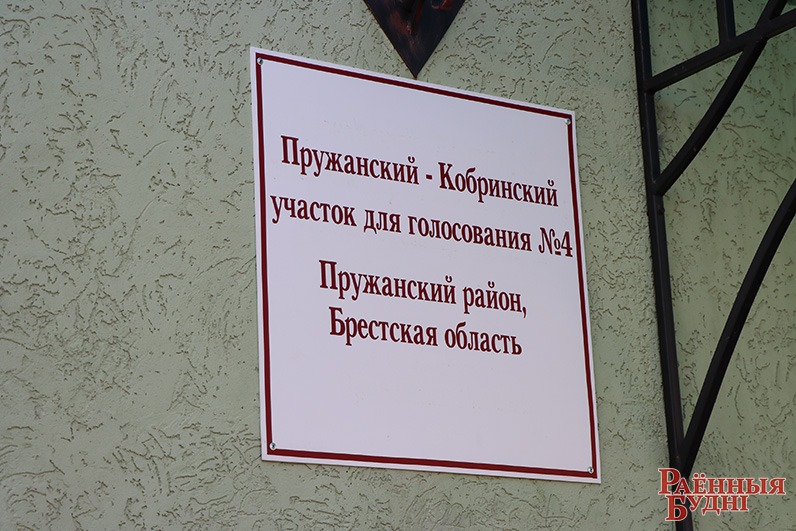 Пружанский - Кобринский
участок для голосования №4
Пружанский район,
Брестская область
Раённыя
Будні